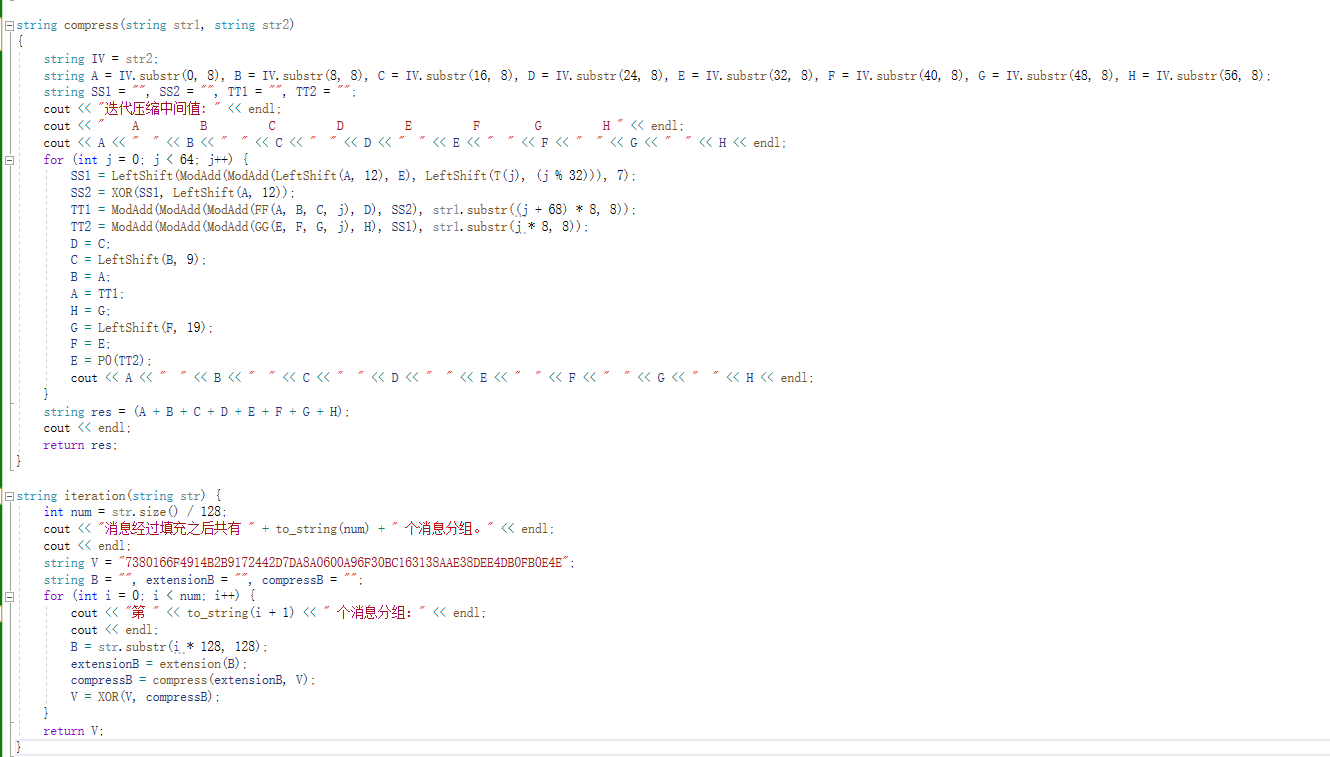 string compress(string str1, string str2)
{
    string IV = str2;
    string A = IV.substr(0, 8), B = IV.substr(8, 8), C = IV.substr(16, 8), D = IV.substr(24, 8), E = IV.substr(32, 8), F = IV.substr(40, 8), G = IV.substr(48, 8), H = IV.substr(56, 8);
    string SS1 = "", SS2 = "", TT1 = "", TT2 = "";
    cout << "迭代压缩中间值: " << endl;
    cout << "    A         B         C         D         E         F        G         H " << endl;
    cout << A << "  " << B << "  " << C << "  " << D << "  " << E << "  " << F << "  " << G << "  " << H << endl;
    for (int j = 0; j < 64; j++) {
        SS1 = LeftShift(ModAdd(ModAdd(LeftShift(A, 12), E), LeftShift(T(j), (j % 32))), 7);
        SS2 = XOR(SS1, LeftShift(A, 12));
        TT1 = ModAdd(ModAdd(ModAdd(FF(A, B, C, j), D), SS2), str1.substr((j + 68) * 8, 8));
        TT2 = ModAdd(ModAdd(ModAdd(GG(E, F, G, j), H), SS1), str1.substr(j * 8, 8));
        D = C;
        C = LeftShift(B, 9);
        B = A;
        A = TT1;
        H = G;
        G = LeftShift(F, 19);
        F = E;
        E = P0(TT2);
        cout << A << "  " << B << "  " << C << "  " << D << "  " << E << "  " << F << "  " << G << "  " << H << endl;
    }
    string res = (A + B + C + D + E + F + G + H);
    cout << endl;
    return res;
}
string iteration(string str) {
    int num = str.size() / 128;
    cout << "消息经过填充之后共有 " + to_string(num) + " 个消息分组。" << endl;
    cout << endl;
    string V = "7380166F4914B2B9172442D7DA8A0600A96F30BC163138AAE38DEE4DB0FB0E4E";
    string B = "", extensionB = "", compressB = "";
    for (int i = 0; i < num; i++) {
        cout << "第 " << to_string(i + 1) << " 个消息分组: " << endl;
        cout << endl;
        B = str.substr(i * 128, 128);
        extensionB = extension(B);
        compressB = compress(extensionB, V);
        V = XOR(V, compressB);
    }
    return V;
}